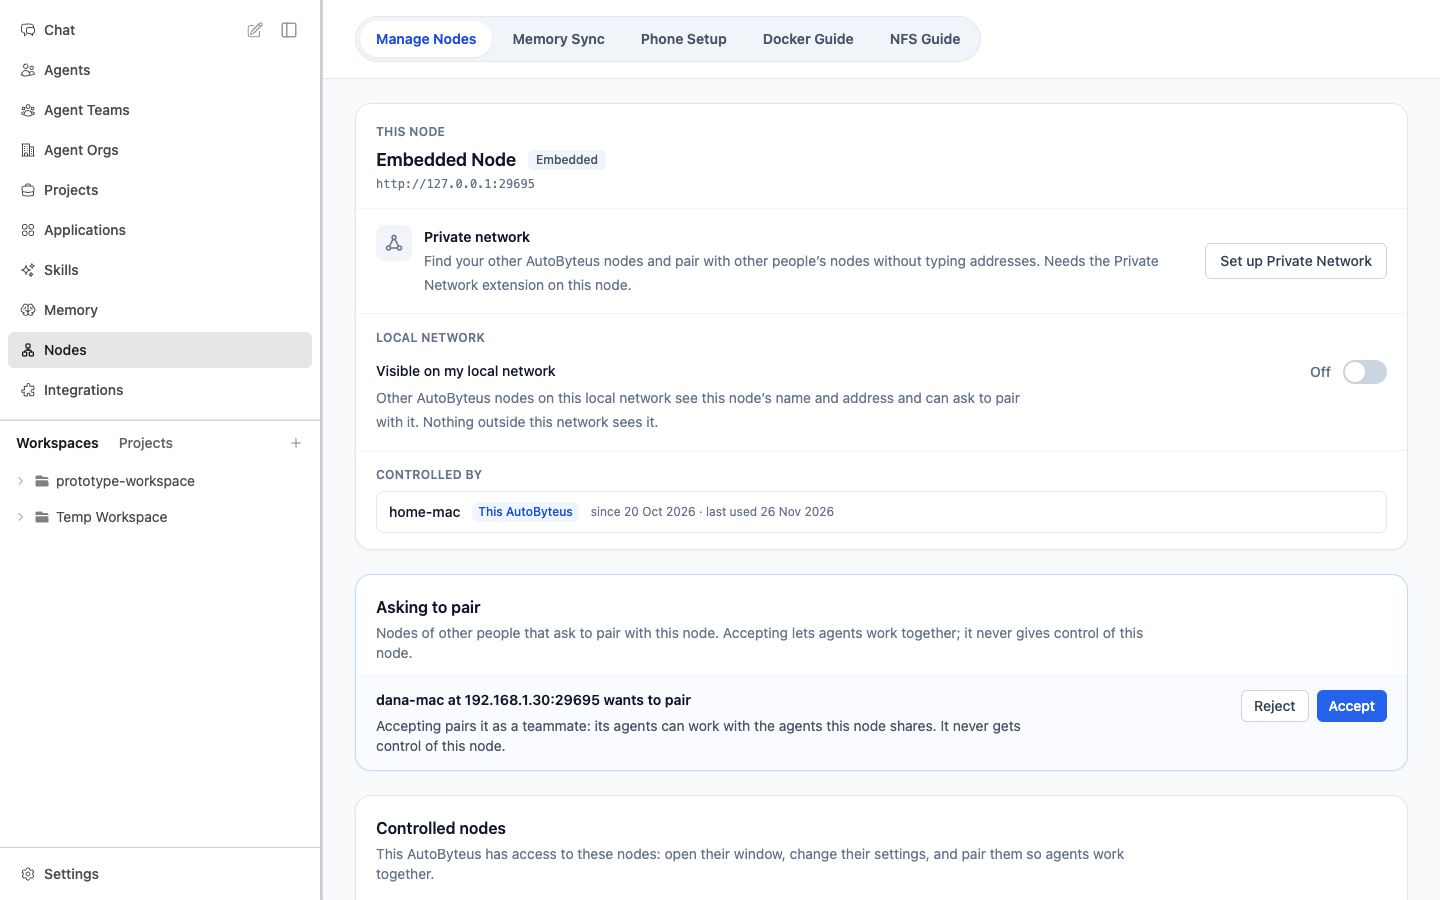 Chat
Agents
Agent Teams
Agent Orgs
Projects
Applications
Skills
Memory
Nodes
Integrations
Workspaces Projects
prototype-workspace
Temp Workspace
Settings
Manage Nodes Memory Sync Phone Setup Docker Guide NFS Guide
THIS NODE
Embedded Node Embedded
http://127.0.0.1:29695
Private network
Find your other AutoByteus nodes and pair with other people’s nodes without typing addresses. Needs the Private
Network extension on this node.
Set up Private Network
LOCAL NETWORK
Visible on my local network
Off
Other AutoByteus nodes on this local network see this node’s name and address and can ask to pair
with it. Nothing outside this network sees it.
CONTROLLED BY
home-mac This AutoByteus since 20 Oct 2026 · last used 26 Nov 2026
Asking to pair
Nodes of other people that ask to pair with this node. Accepting lets agents work together; it never gives control of this
node.
dana-mac at 192.168.1.30:29695 wants to pair
Accepting pairs it as a teammate: its agents can work with the agents this node shares. It never gets
control of this node.
Reject Accept
Controlled nodes
This AutoByteus has access to these nodes: open their window, change their settings, and pair them so agents work
together.